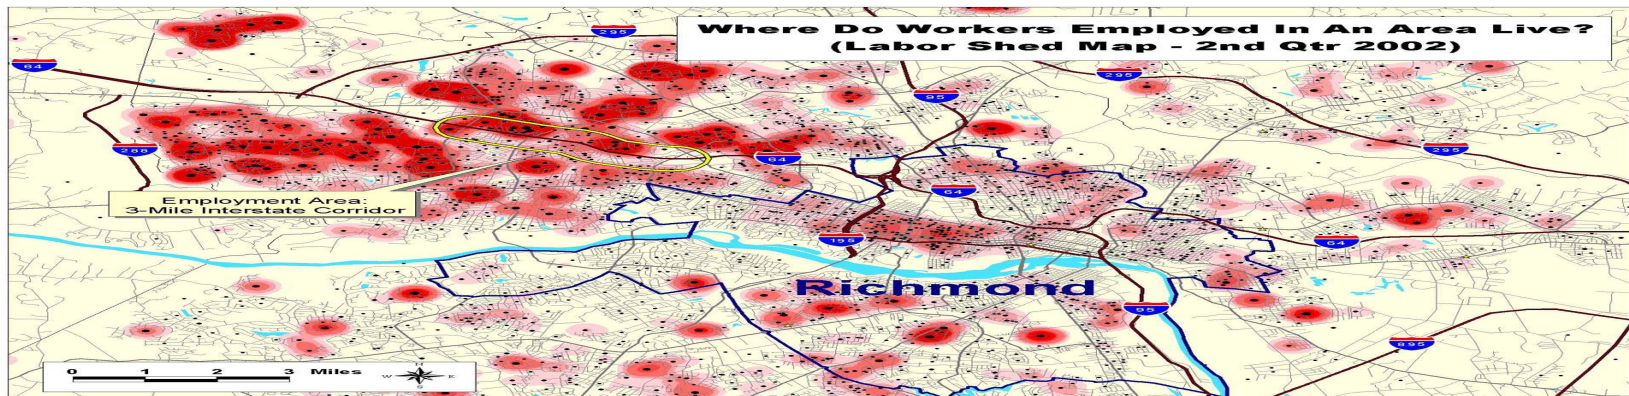 Where Do Workers Employed In An Area Live?
(Labor Shed Map - 2nd Qtr 2002)
295
64
295
95
288
295
64
64
Employment Area:
3-Mile Interstate Corridor
195
64
Richmond
95
895
0 1 2 3 Miles
N
W E
S